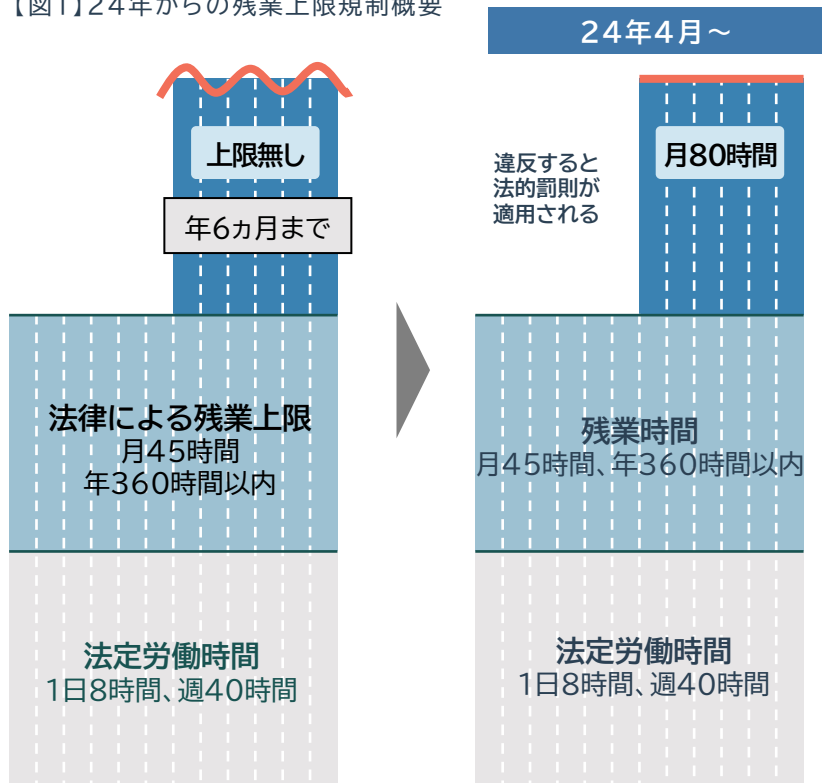 【図1】24年からの残業上限規制概要
上限無し
年6ヵ月まで
法律による残業上限
月45時間
年360時間以内
法定労働時間
1日8時間、週40時間
24年4月〜
違反すると
法的罰則が
適用される
月80時間
残業時間
月45時間、年360時間以内
法定労働時間
1日8時間、週40時間